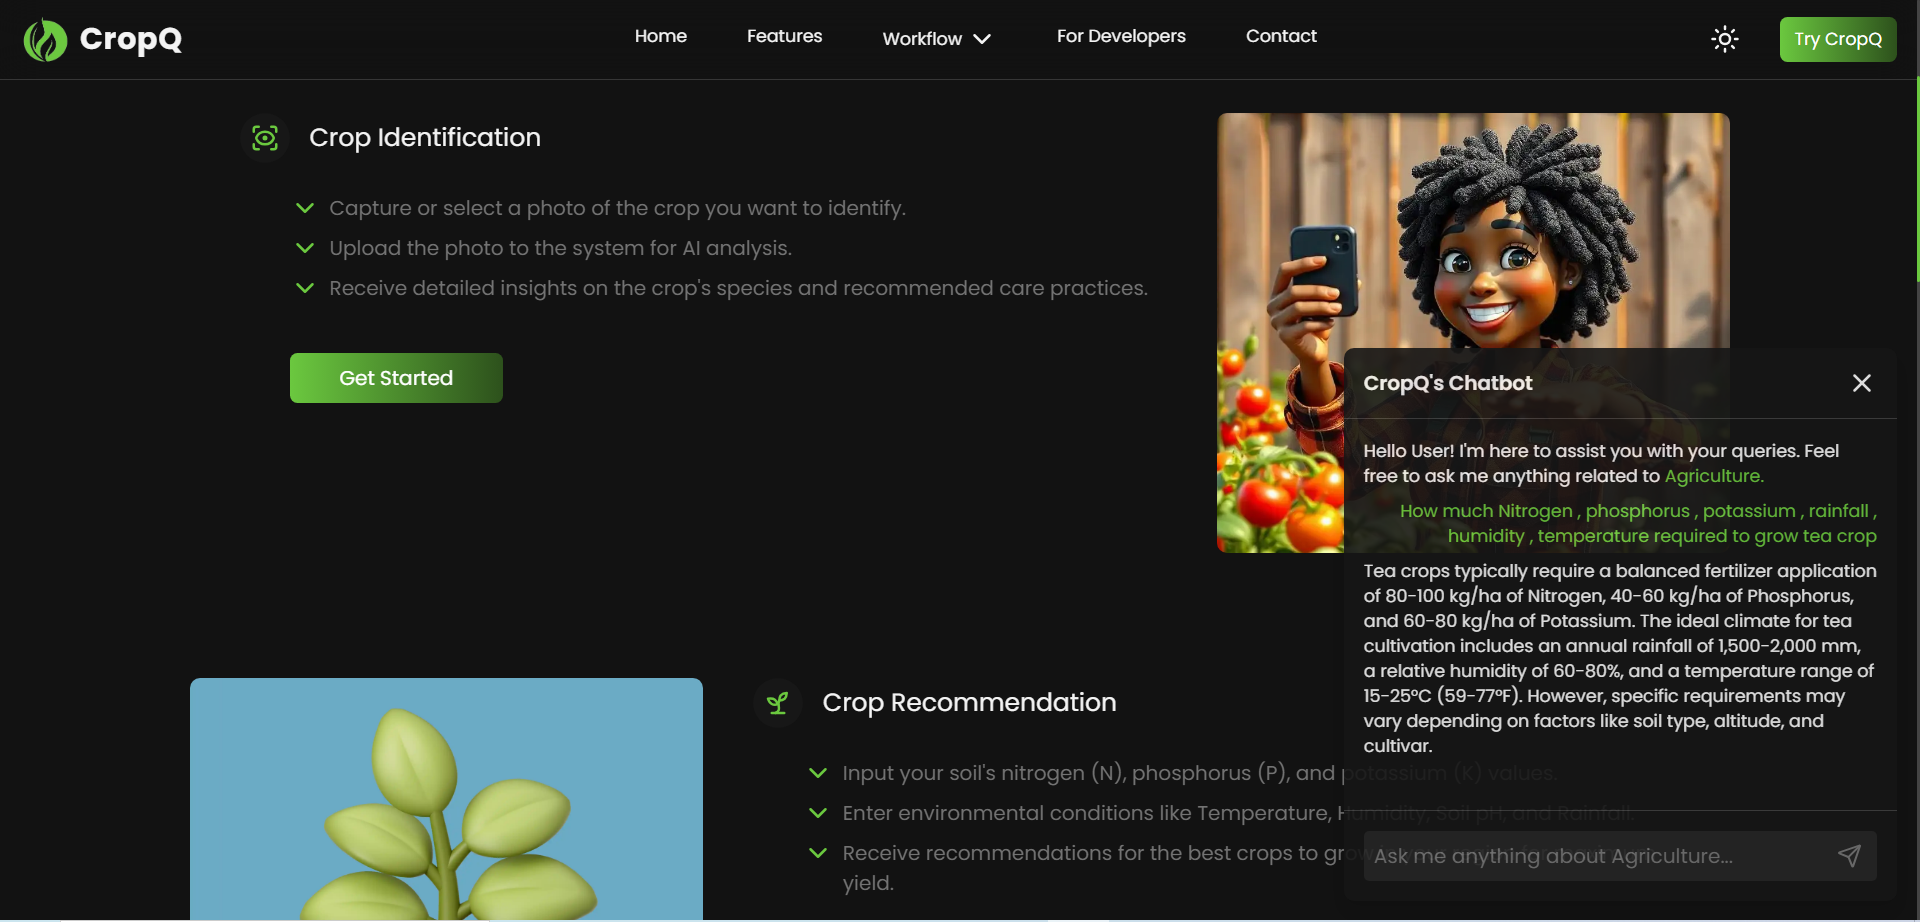 CropQ
Home
Features
Workflow
For Developers
Contact
Try CropQ
Crop Identification
Capture or select a photo of the crop you want to identify.
Upload the photo to the system for AI analysis.
Receive detailed insights on the crop's species and recommended care practices.
Get Started
Crop Recommendation
Input your soil's nitrogen (N), phosphorus (P), and potassium (K) values.
Enter environmental conditions like Temperature, Humidity, Soil pH, and Rainfall.
Receive recommendations for the best crops to grow
yield.
CropQ's Chatbot
Hello User! I'm here to assist you with your queries. Feel
free to ask me anything related to Agriculture.
How much Nitrogen , phosphorus , potassium , rainfall ,
humidity , temperature required to grow tea crop
Tea crops typically require a balanced fertilizer application
of 80-100 kg/ha of Nitrogen, 40-60 kg/ha of Phosphorus,
and 60-80 kg/ha of Potassium. The ideal climate for tea
cultivation includes an annual rainfall of 1,500-2,000 mm,
a relative humidity of 60-80%, and a temperature range of
15-25°C (59-77°F). However, specific requirements may
vary depending on factors like soil type, altitude, and
cultivar.
Ask me anything about Agriculture...